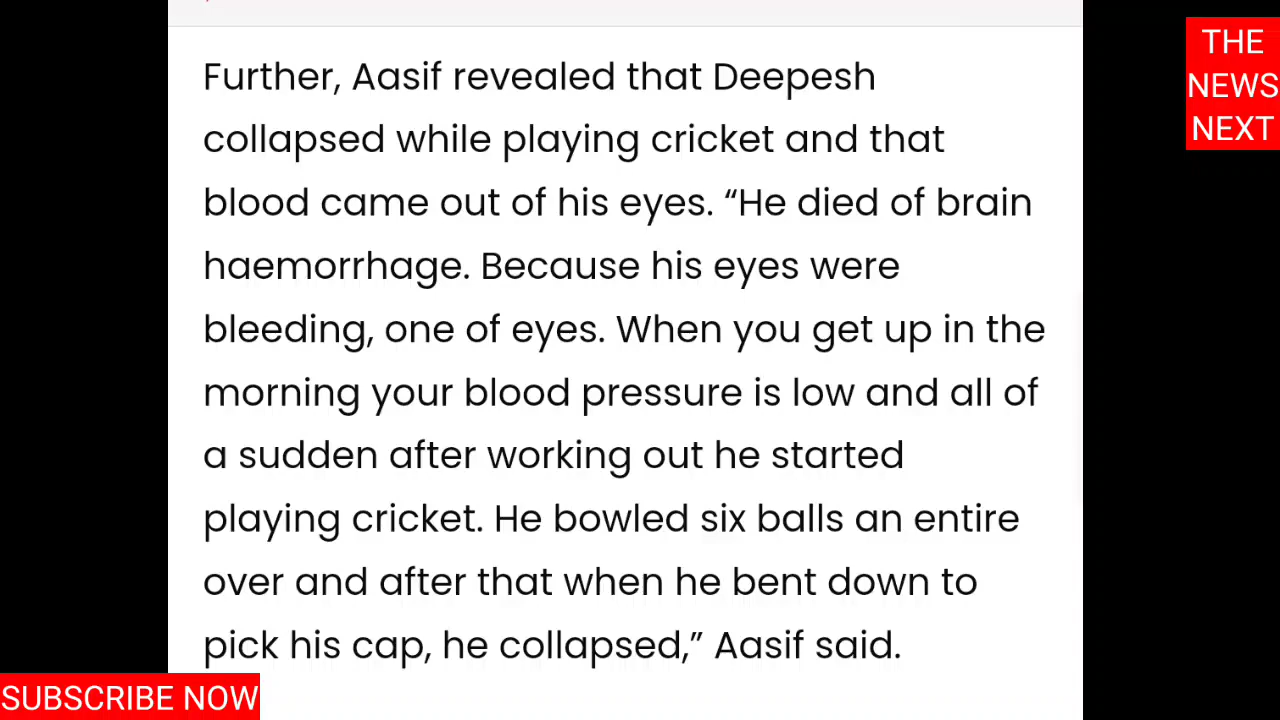 Further, Aasif revealed that Deepesh
collapsed while playing cricket and that
blood came out of his eyes. “He died of brain
haemorrhage. Because his eyes were
bleeding, one of eyes. When you get up in the
morning your blood pressure is low and all of
a sudden after working out he started
playing cricket. He bowled six balls an entire
over and after that when he bent down to
pick his cap, he collapsed,” Aasif said.
THE
NEWS
NEXT
SUBSCRIBE NOW